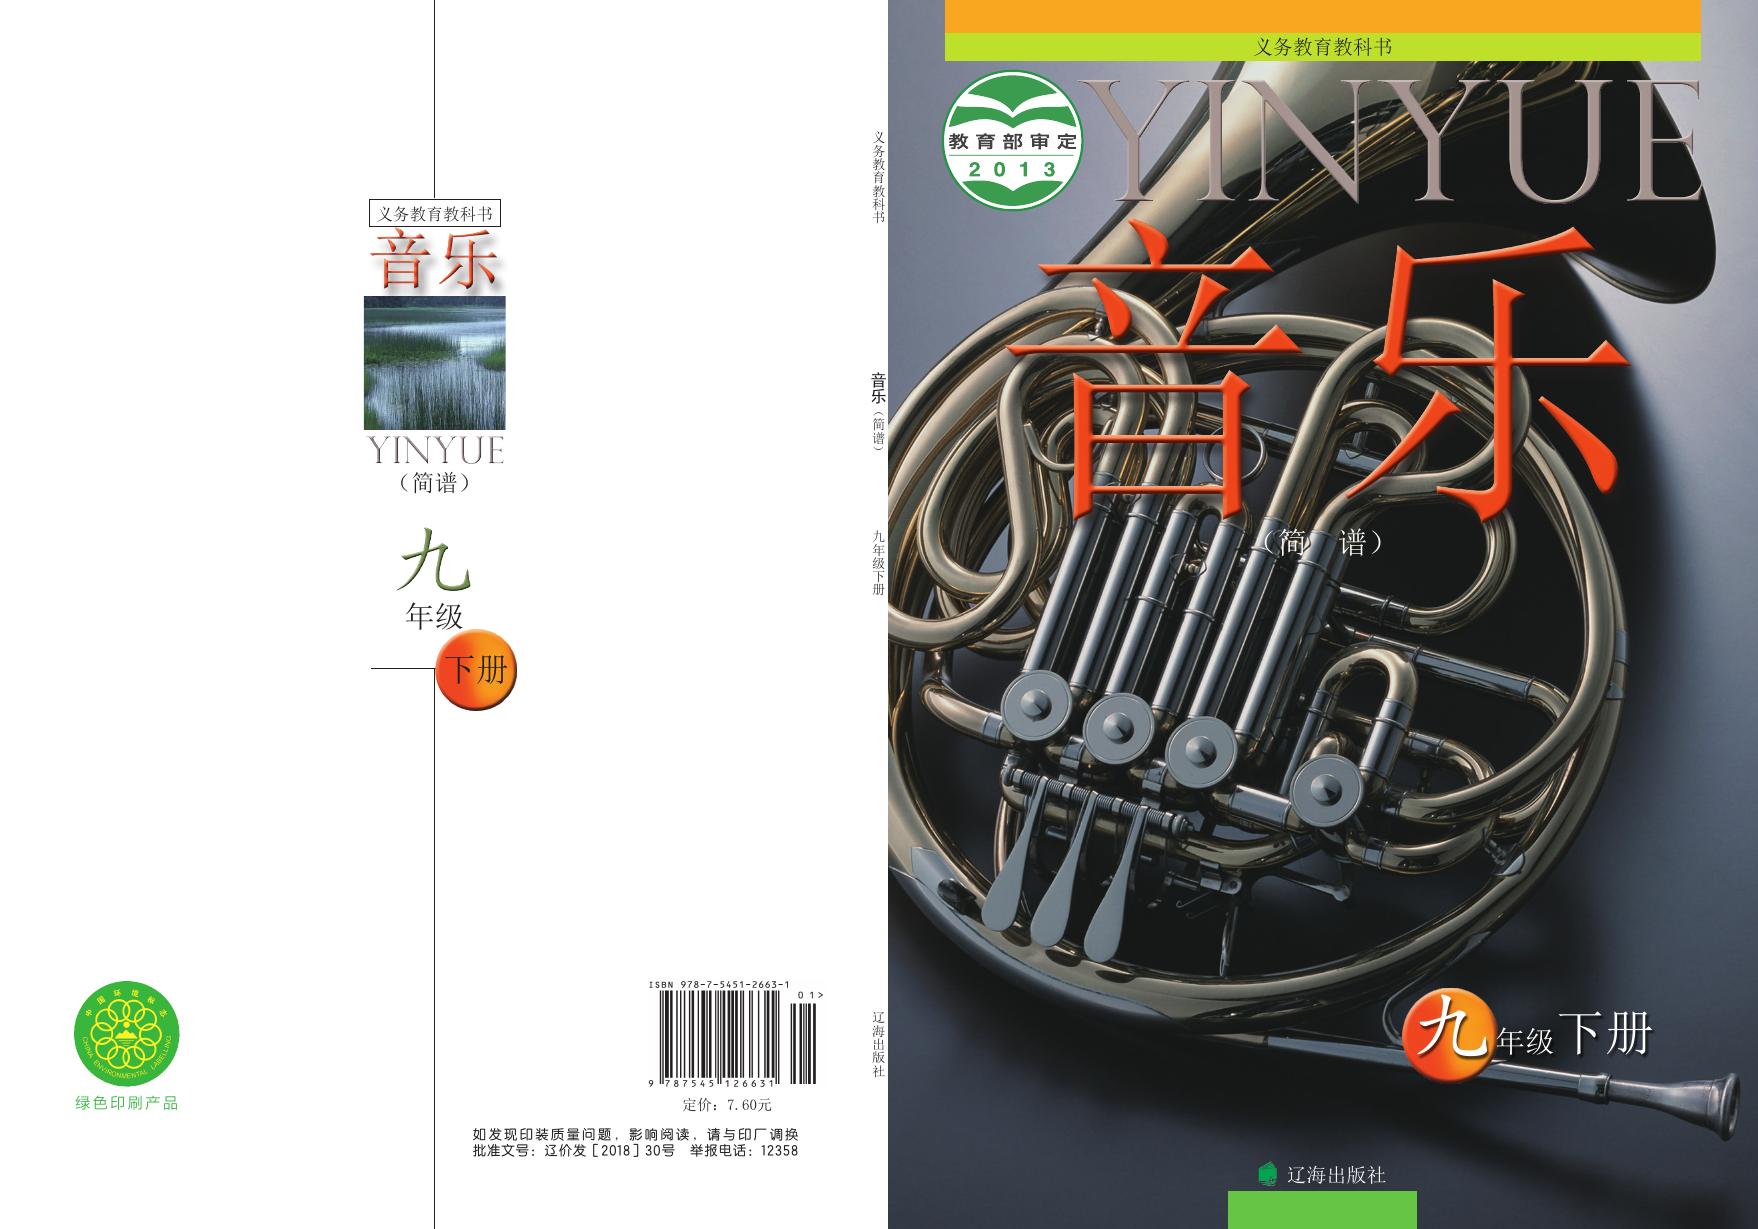 义务教育教科书
音乐
YINYUE
（简谱）
九
年级
下册
中国环境标志
CHINA ENVIRONMENTAL LABELLING
绿色印刷产品
ISBN 978-7-5451-2663-1
01>
9 787545 126631
定价：7.60元
如发现印装质量问题，影响阅读，请与印厂调换
批准文号：辽价发［2018］30号 举报电话：12358
义务教育教科书
音乐（简谱）
九年级下册
辽海出版社
义务教育教科书
YINYUE
教育部审定
2013
音乐
（简 谱）
九年级下册
辽海出版社